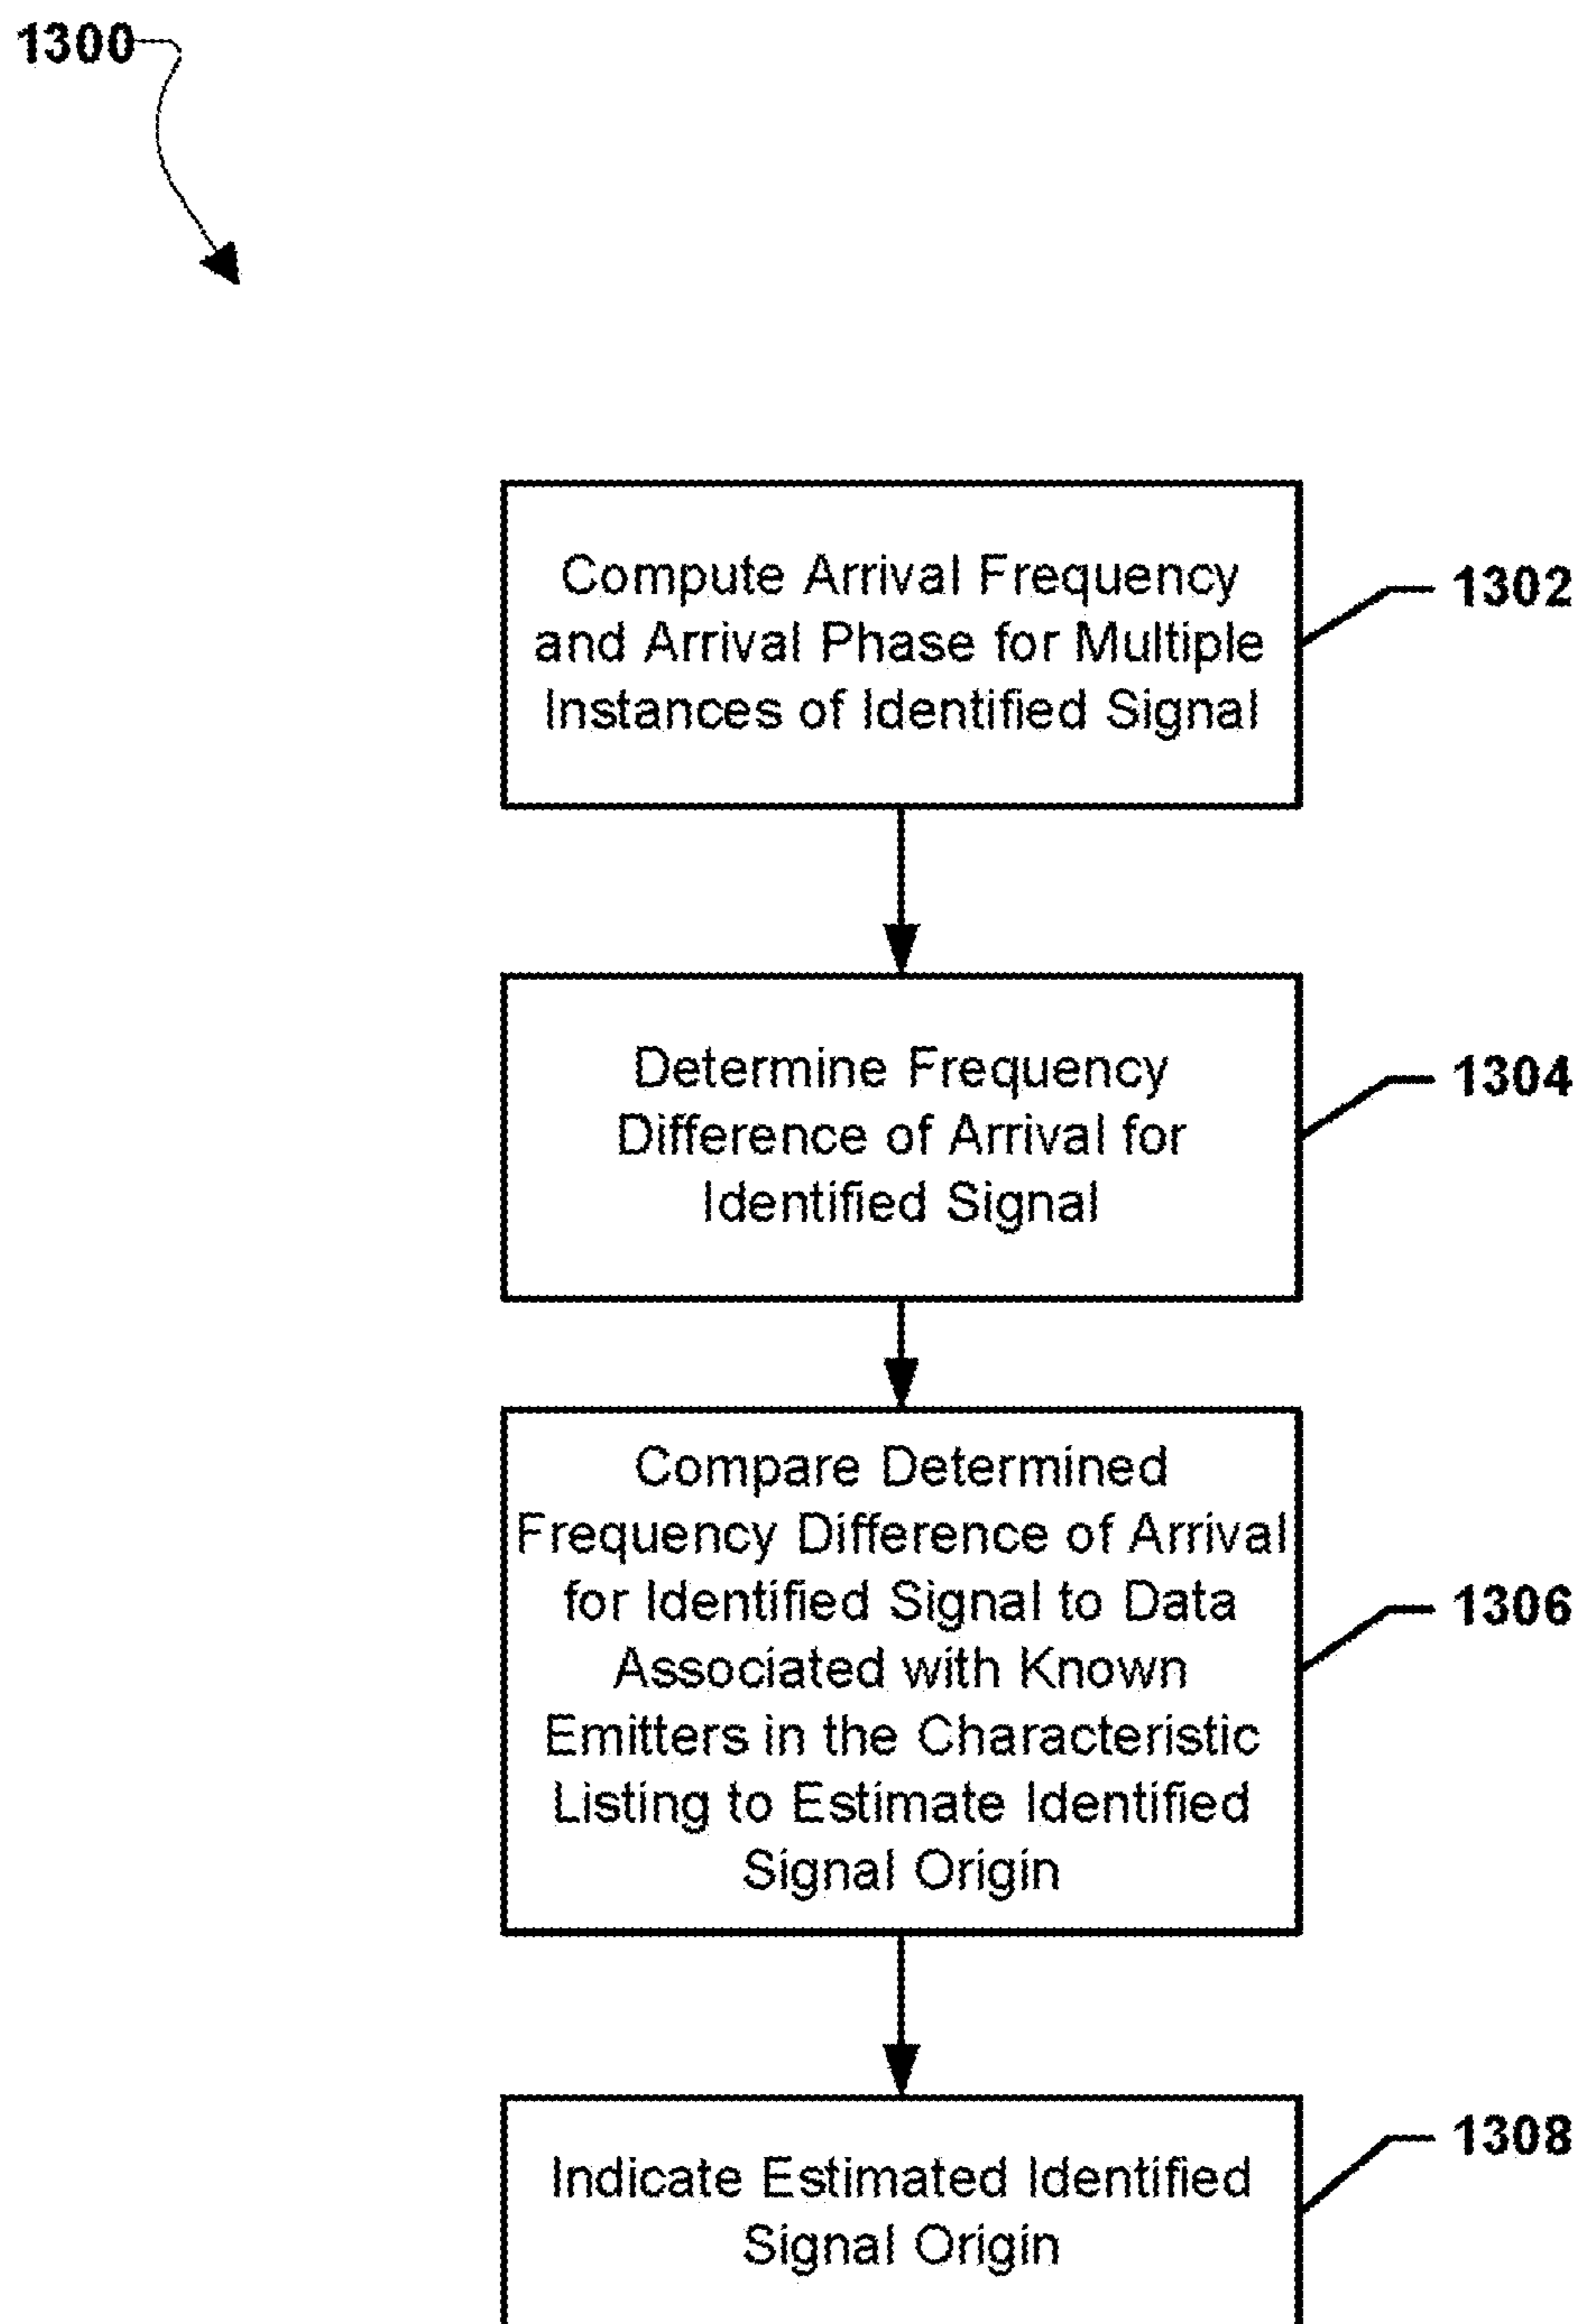 1300
Compute Arrival Frequency
and Arrival Phase for Multiple
Instances of Identified Signal
1302
Determine Frequency
Difference of Arrival for
Identified Signal
1304
Compare Determined
Frequency Difference of Arrival
for Identified Signal to Data
Associated with Known
Emitters in the Characteristic
Listing to Estimate Identified
Signal Origin
1306
Indicate Estimated Identified
Signal Origin
1308